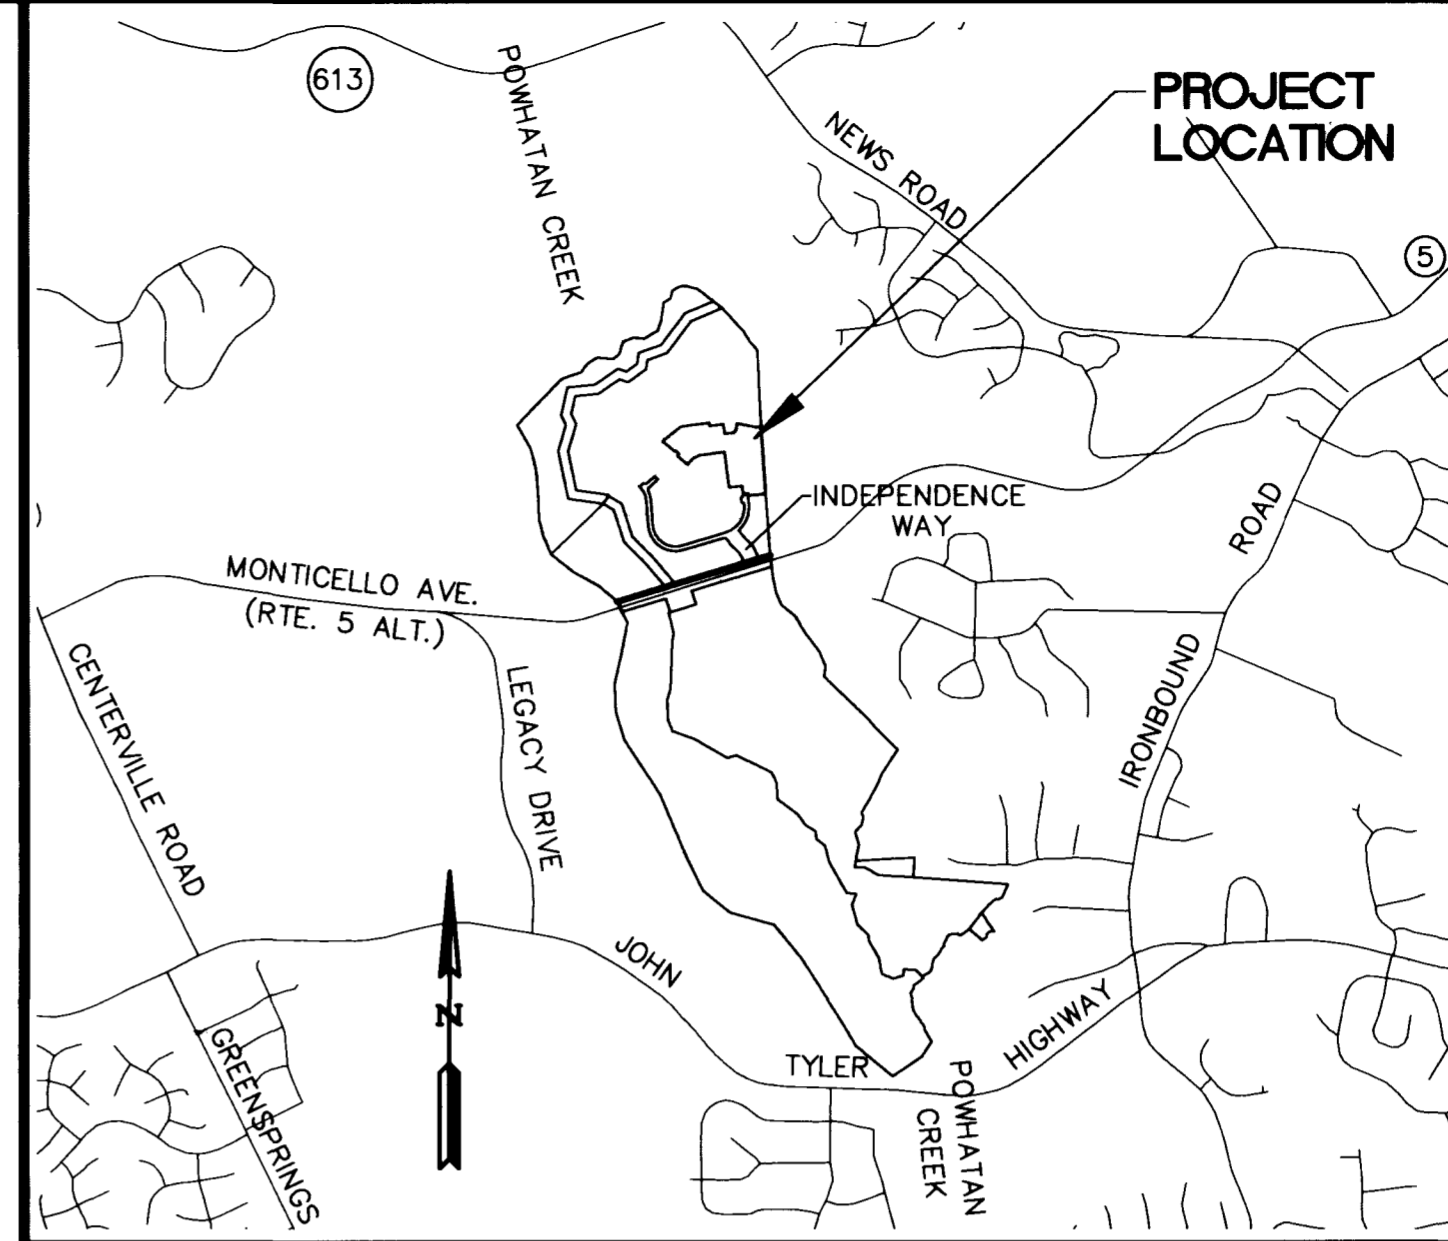 613
POWHATAN CREEK
PROJECT
LOCATION
NEWS ROAD
5
INDEPENDENCE
WAY
MONTICELLO AVE.
(RTE. 5 ALT.)
ROAD
IRONBOUND
CENTERVILLE ROAD
LEGACY DRIVE
JOHN
TYLER
HIGHWAY
N
GREENSPRINGS
POWHATAN
CREEK